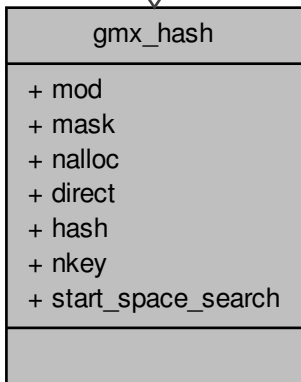 gmx_hash
+ mod
+ mask
+ nalloc
+ direct
+ hash
+ nkey
+ start_space_search